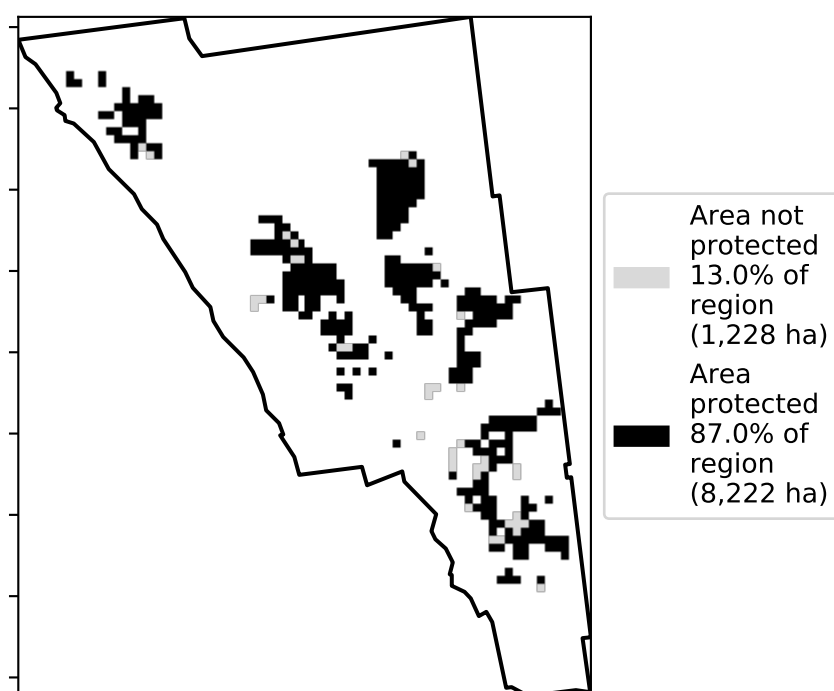 Area not
protected
13.0% of
region
(1,228 ha)
Area
protected
87.0% of
region
(8,222 ha)